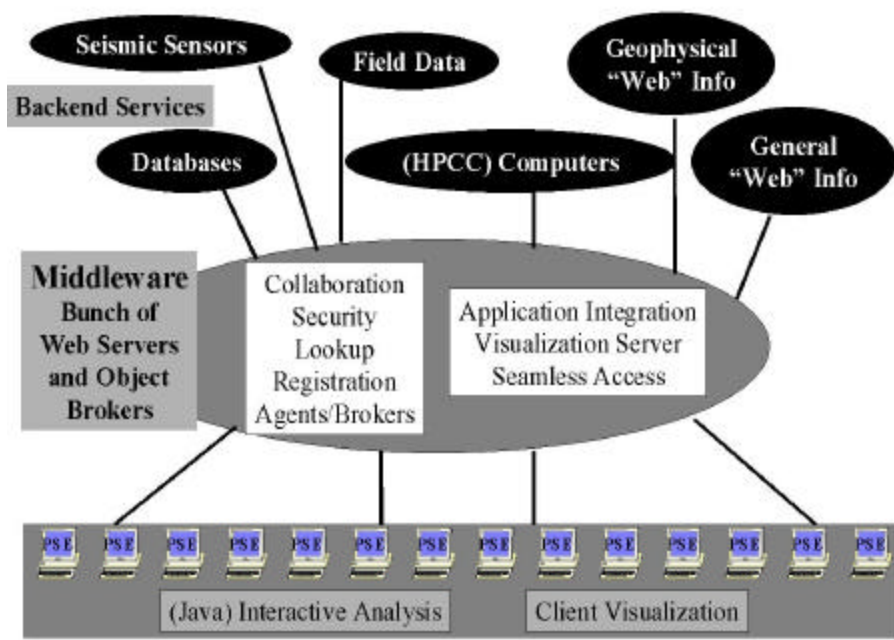 Seismic Sensors
Field Data
Geophysical
“Web” Info
Backend Services
Databases
(HPCC) Computers
General
“Web” Info
Middleware
Bunch of
Web Servers
and Object
Brokers
Collaboration
Security
Lookup
Registration
Agents/Brokers
Application Integration
Visualization Server
Seamless Access
PSE PSE PSE PSE PSE PSE PSE PSE PSE PSE PSE PSE PSE PSE
(Java) Interactive Analysis
Client Visualization